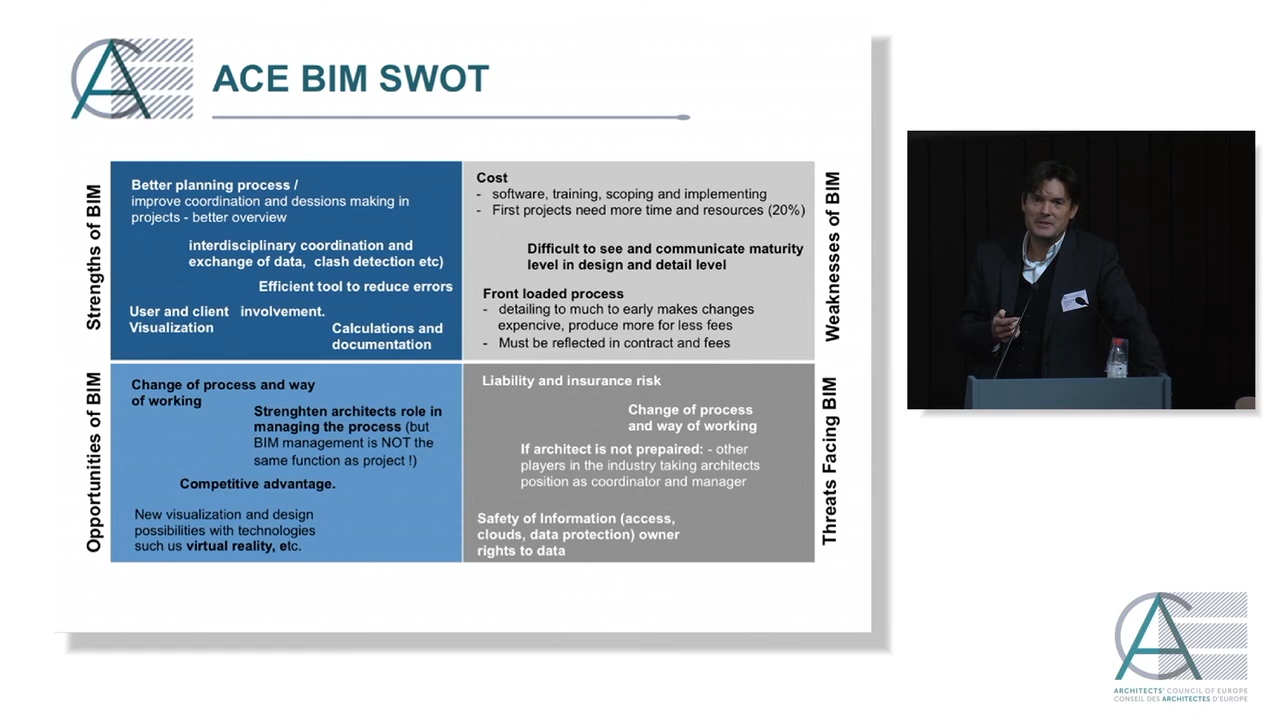 ACE BIM SWOT
Strengths of BIM
Better planning process /
improve coordination and dessions making in
projects - better overview
interdisciplinary coordination and
exchange of data, clash detection etc)
Efficient tool to reduce errors
User and client involvement.
Visualization
Calculations and
documentation
Weaknesses of BIM
Cost
- software, training, scoping and implementing
- First projects need more time and resources (20%)
Difficult to see and communicate maturity
level in design and detail level
Front loaded process
- detailing to much to early makes changes
expensive, produce more for less fees
- Must be reflected in contract and fees
Opportunities of BIM
Change of process and way
of working
Strenghten architects role in
managing the process (but
BIM management is NOT the
same function as project !)
Competitive advantage.
New visualization and design
possibilities with technologies
such us virtual reality, etc.
Threats Facing BIM
Liability and insurance risk
Change of process
and way of working
If architect is not prepaired: - other
players in the industry taking architects
position as coordinator and manager
Safety of Information (access,
clouds, data protection) owner
rights to data
ACE
ARCHITECTS' COUNCIL OF EUROPE
CONSEIL DES ARCHITECTES D'EUROPE